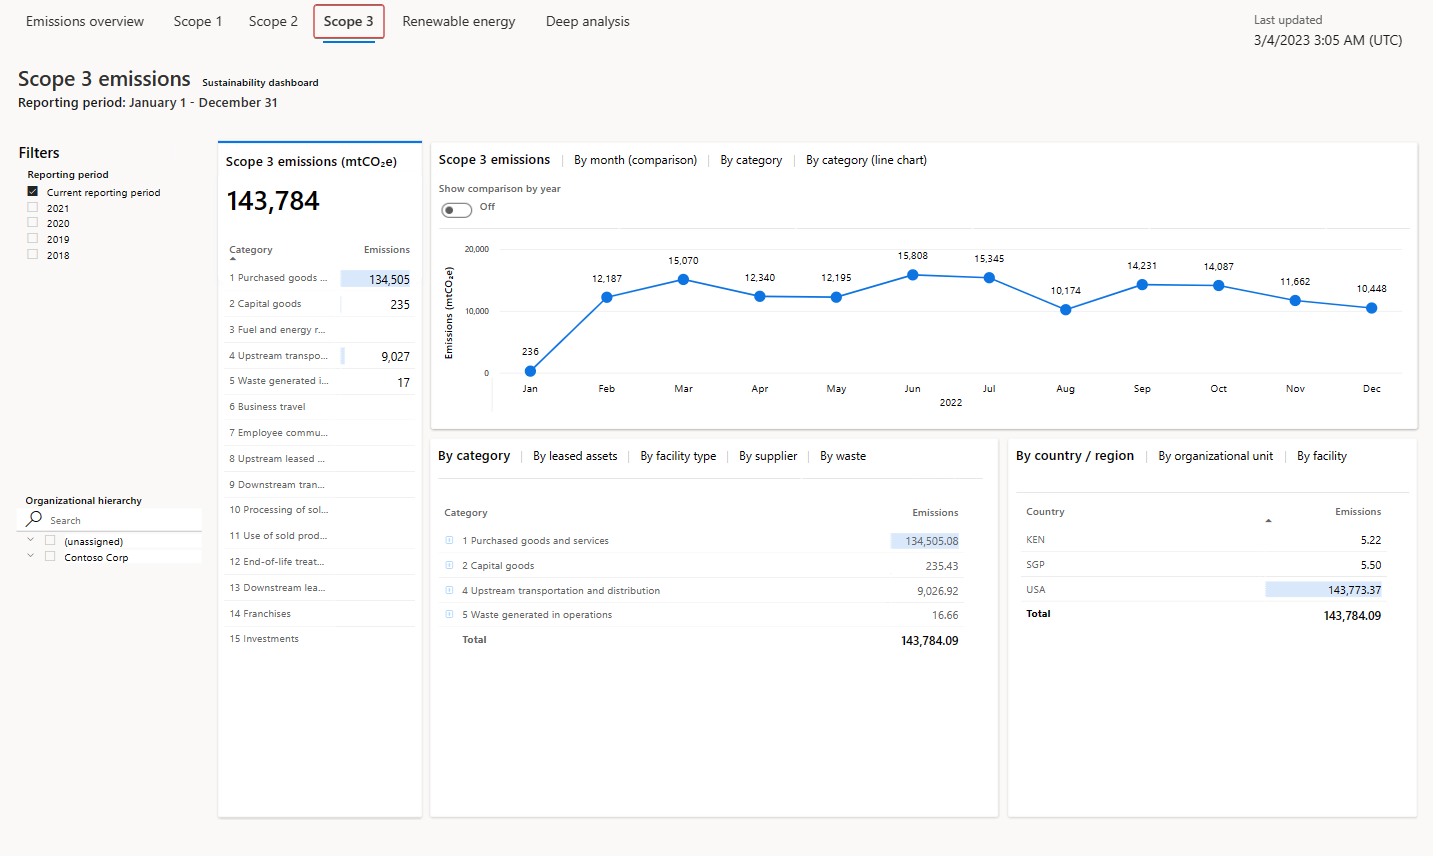 Emissions overview Scope 1 Scope 2 Scope 3 Renewable energy Deep analysis
Last updated
3/4/2023 3:05 AM (UTC)
Scope 3 emissions Sustainability dashboard
Reporting period: January 1 - December 31
Filters
Reporting period
Current reporting period
2021
2020
2019
2018
Organizational hierarchy
Search
(unassigned)
Contoso Corp
Scope 3 emissions (mtCO₂e)
143,784
Category Emissions
1 Purchased goods ... 134,505
2 Capital goods 235
3 Fuel and energy r...
4 Upstream transpo... 9,027
5 Waste generated i... 17
6 Business travel
7 Employee commu...
8 Upstream leased ...
9 Downstream tran...
10 Processing of sol...
11 Use of sold prod...
12 End-of-life treat...
13 Downstream lea...
14 Franchises
15 Investments
Scope 3 emissions By month (comparison) By category By category (line chart)
Show comparison by year
Off
Emissions (mtCO₂e)
20,000
10,000
0
236 12,187 15,070 12,340 12,195 15,808 15,345 10,174 14,231 14,087 11,662 10,448
Jan Feb Mar Apr May Jun Jul Aug Sep Oct Nov Dec
2022
By category By leased assets By facility type By supplier By waste
Category Emissions
1 Purchased goods and services 134,505.08
2 Capital goods 235.43
4 Upstream transportation and distribution 9,026.92
5 Waste generated in operations 16.66
Total 143,784.09
By country / region By organizational unit By facility
Country Emissions
KEN 5.22
SGP 5.50
USA 143,773.37
Total 143,784.09